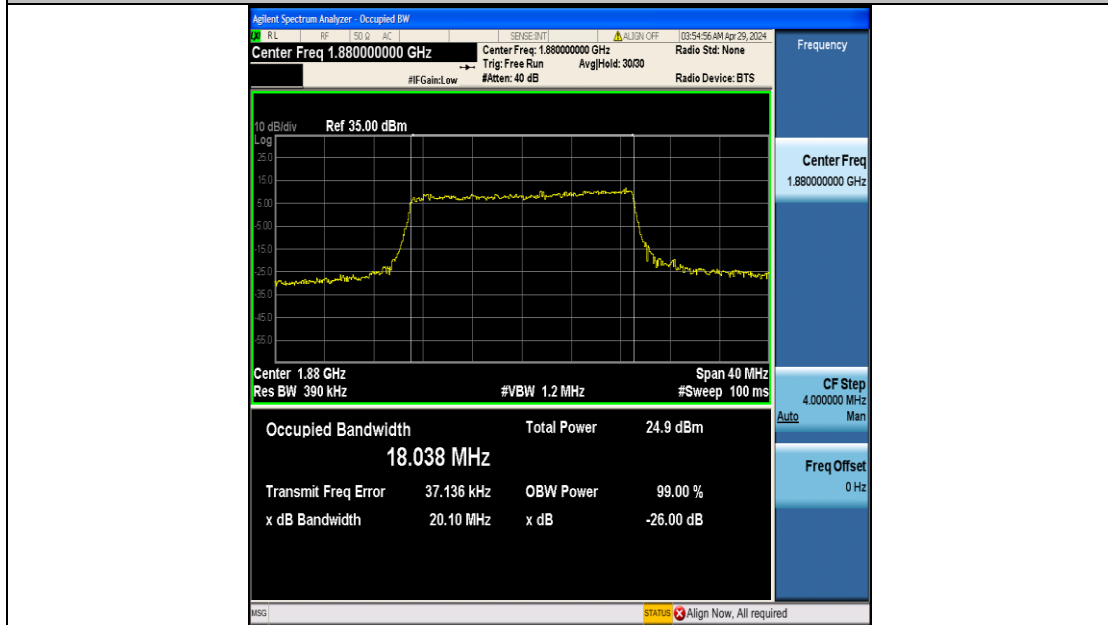 Agilent Spectrum Analyzer - Occupied BW
RL RF 50 Ω AC SENSE:INT ALIGN OFF 03:54:56 AM Apr 29, 2024
Center Freq 1.880000000 GHz
Center Freq: 1.880000000 GHz
Radio Std: None
Trig: Free Run Avg|Hold: 30/30
#IFGain:Low #Atten: 40 dB Radio Device: BTS
10 dB/div Ref 35.00 dBm
Log
25.0
15.0
5.00
-5.00
-15.0
-25.0
-35.0
-45.0
-55.0
Center 1.88 GHz Span 40 MHz
Res BW 390 kHz #VBW 1.2 MHz #Sweep 100 ms
Occupied Bandwidth Total Power 24.9 dBm
18.038 MHz
Transmit Freq Error 37.136 kHz OBW Power 99.00 %
x dB Bandwidth 20.10 MHz x dB -26.00 dB
Frequency
Center Freq
1.880000000 GHz
CF Step
4.000000 MHz
Auto Man
Freq Offset
0 Hz
MSG STATUS Align Now, All required